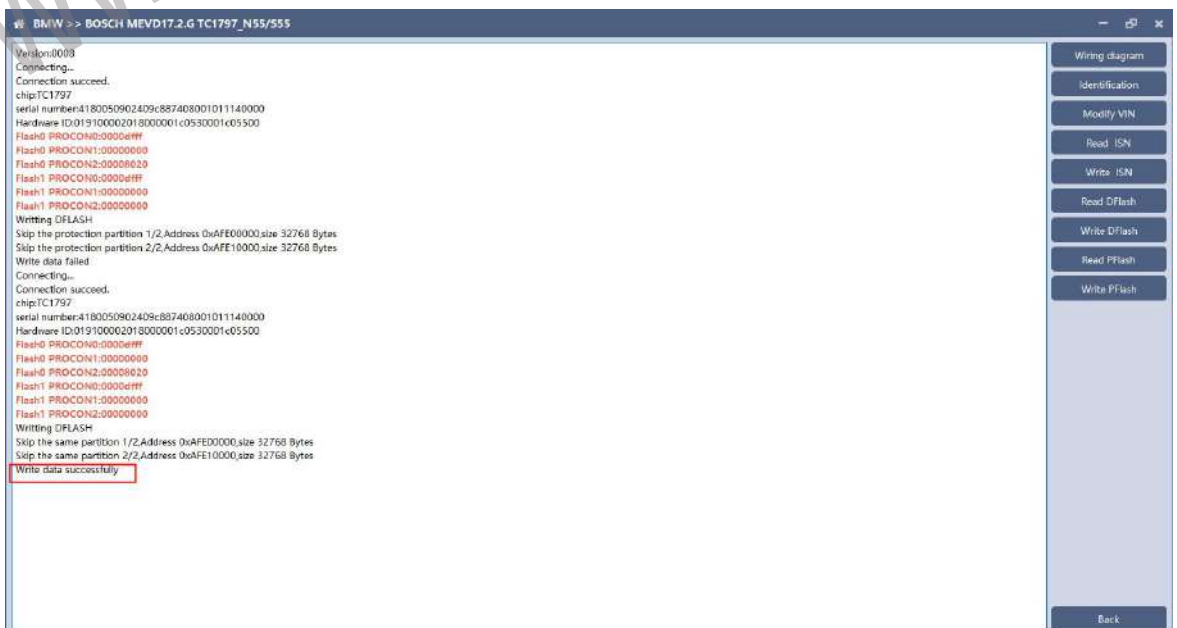 BMW >> BOSCH MEVD17.2.G TC1797_N55/S55
Version:0008
Connecting...
Connection succeed.
chip:TC1797
serial number:4180050902409c887408001011140000
Hardware ID:019100002018000001c0530001c05500
Flash0 PROCON0:0000dfff
Flash0 PROCON1:00000000
Flash0 PROCON2:00008020
Flash1 PROCON0:0000dfff
Flash1 PROCON1:00000000
Flash1 PROCON2:00000000
Writting DFLASH
Skip the protection partition 1/2,Address 0xAFE00000,size 32768 Bytes
Skip the protection partition 2/2,Address 0xAFE10000,size 32768 Bytes
Write data failed
Connecting...
Connection succeed.
chip:TC1797
serial number:4180050902409c887408001011140000
Hardware ID:019100002018000001c0530001c05500
Flash0 PROCON0:0000dfff
Flash0 PROCON1:00000000
Flash0 PROCON2:00008020
Flash1 PROCON0:0000dfff
Flash1 PROCON1:00000000
Flash1 PROCON2:00000000
Writting DFLASH
Skip the same partition 1/2,Address 0xAFE00000,size 32768 Bytes
Skip the same partition 2/2,Address 0xAFE10000,size 32768 Bytes
Write data successfully
Wiring diagram
Identification
Modify VIN
Read ISN
Write ISN
Read DFlash
Write DFlash
Read PFlash
Write PFlash
Back